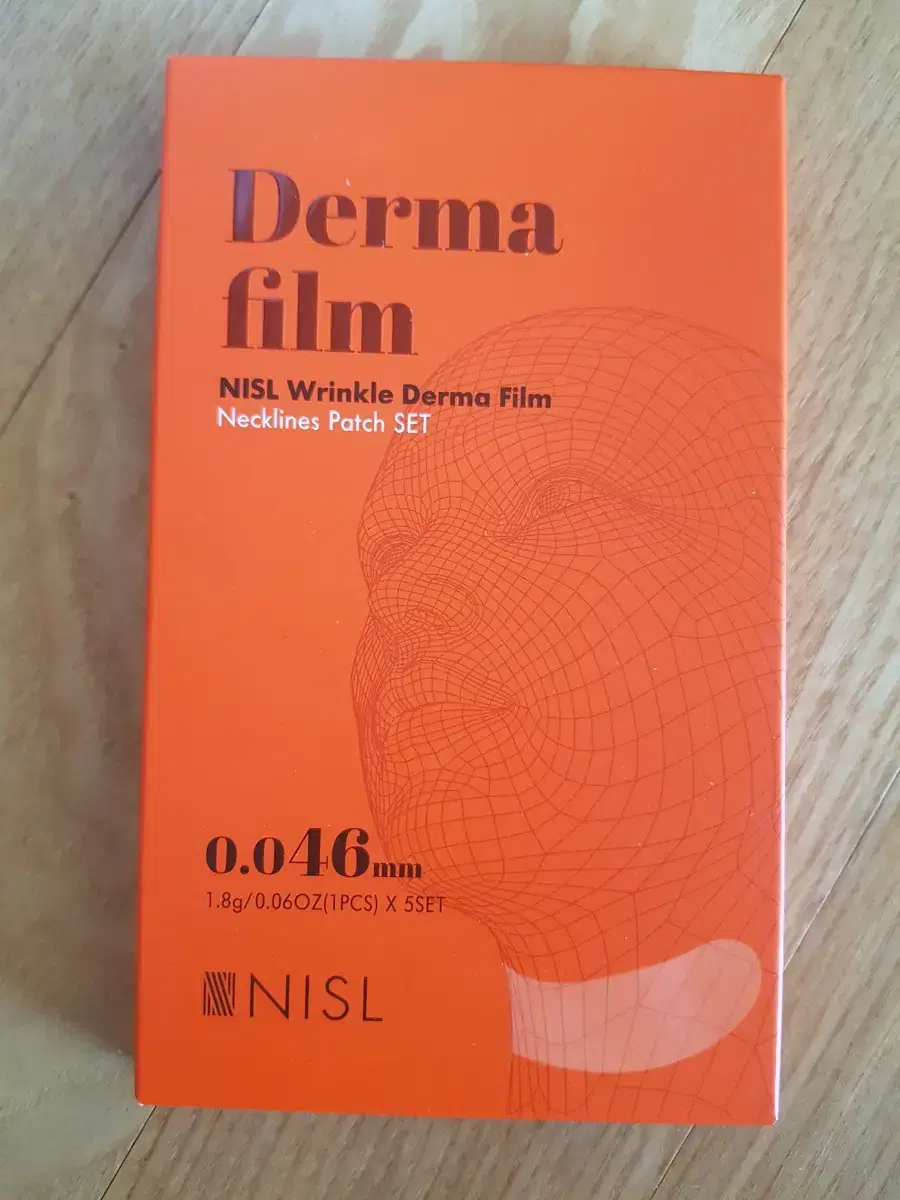 Derma
film
NISL Wrinkle Derma Film
Necklines Patch SET
0.046mm
1.8g/0.06OZ(1PCS) X 5SET
NISL